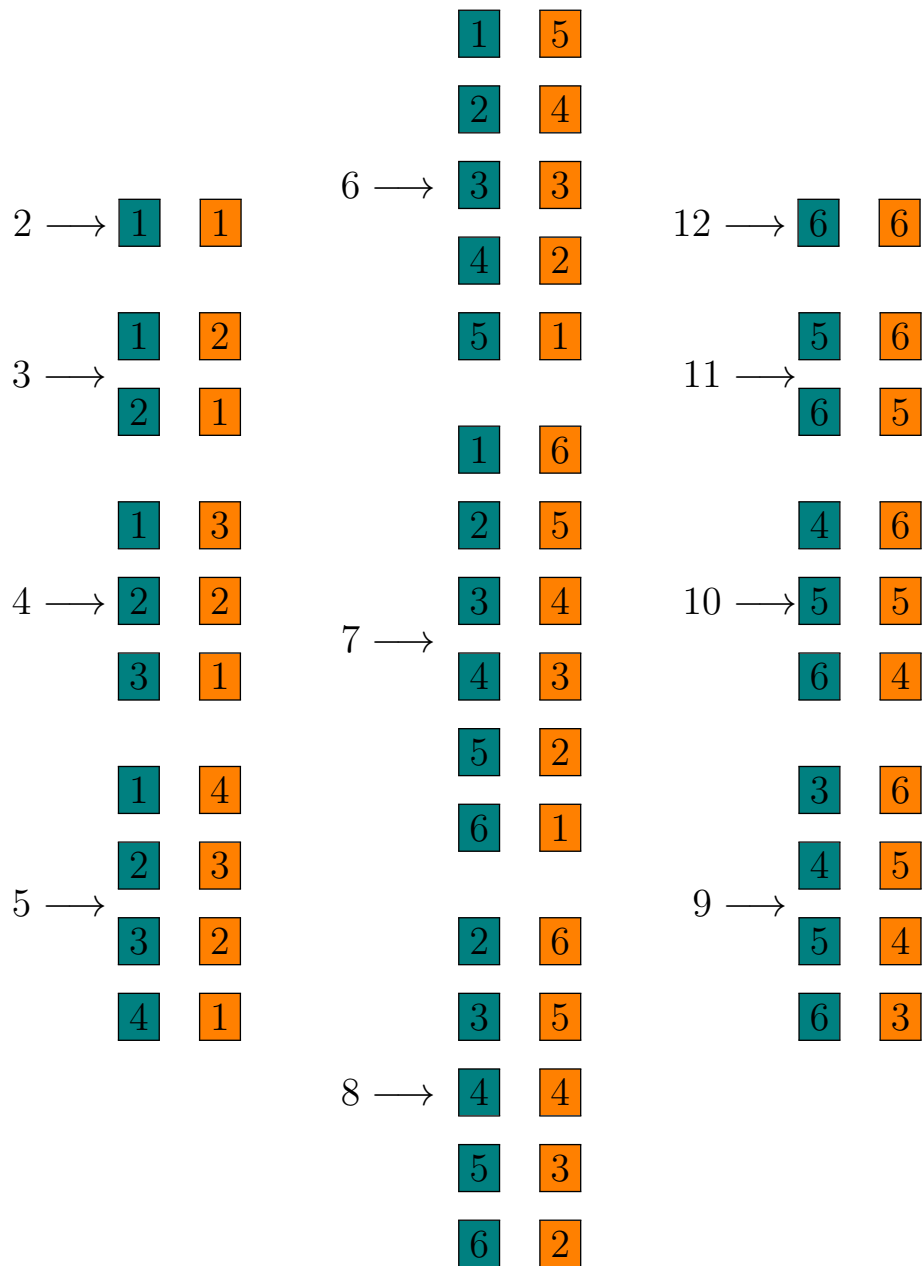 2 → 1 1
3 → 1 2
2 1
4 → 1 3
2 2
3 1
5 → 1 4
2 3
3 2
4 1
6 → 1 5
2 4
3 3
4 2
5 1
7 → 1 6
2 5
3 4
4 3
5 2
6 1
8 → 2 6
3 5
4 4
5 3
6 2
12 → 6 6
11 → 5 6
6 5
10 → 4 6
5 5
6 4
9 → 3 6
4 5
5 4
6 3